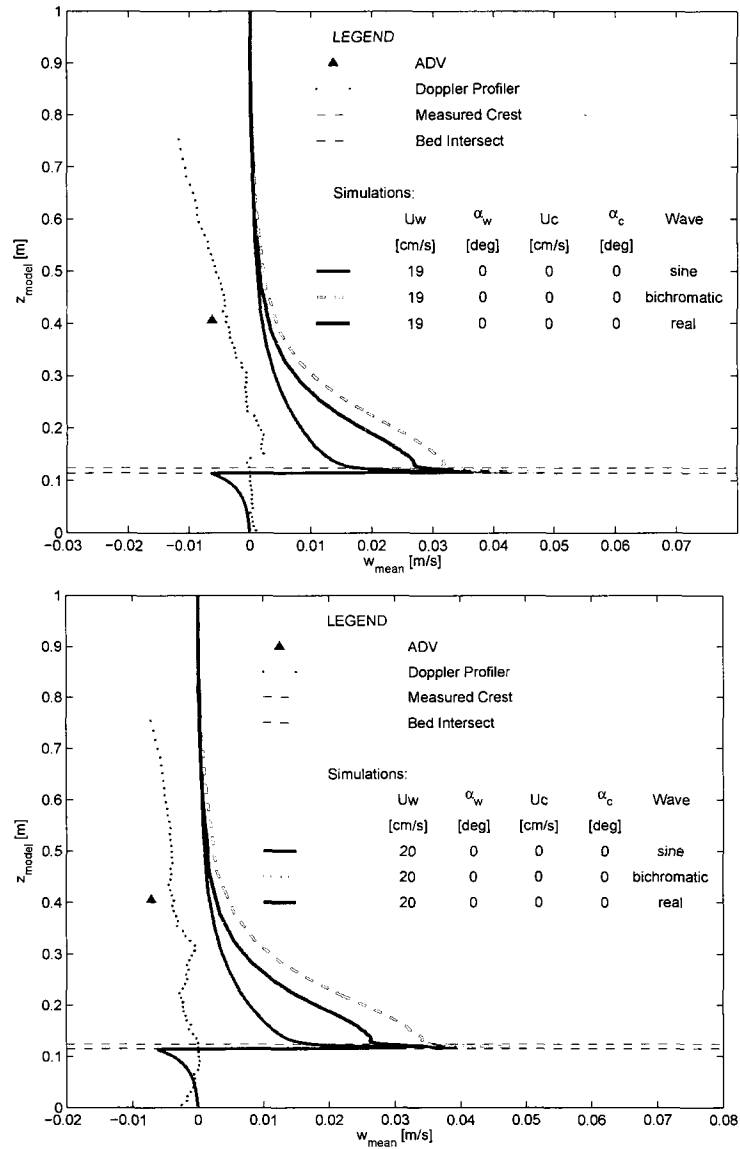 1
LEGEND
0.9
ADV
Doppler Profiler
0.8
Measured Crest
Bed Intersect
0.7
Simulations:
0.6
Uw α_w Uc α_c Wave
[cm/s] [deg] [cm/s] [deg]
z_model [m]
0.5
19 0 0 0 sine
19 0 0 0 bichromatic
0.4
19 0 0 0 real
0.3
0.2
0.1
0
−0.03 −0.02 −0.01 0 0.01 0.02 0.03 0.04 0.05 0.06 0.07
w_mean [m/s]
1
LEGEND
0.9
ADV
Doppler Profiler
0.8
Measured Crest
Bed Intersect
0.7
Simulations:
0.6
Uw α_w Uc α_c Wave
[cm/s] [deg] [cm/s] [deg]
z_model [m]
0.5
20 0 0 0 sine
20 0 0 0 bichromatic
0.4
20 0 0 0 real
0.3
0.2
0.1
0
−0.02 −0.01 0 0.01 0.02 0.03 0.04 0.05 0.06 0.07 0.08
w_mean [m/s]